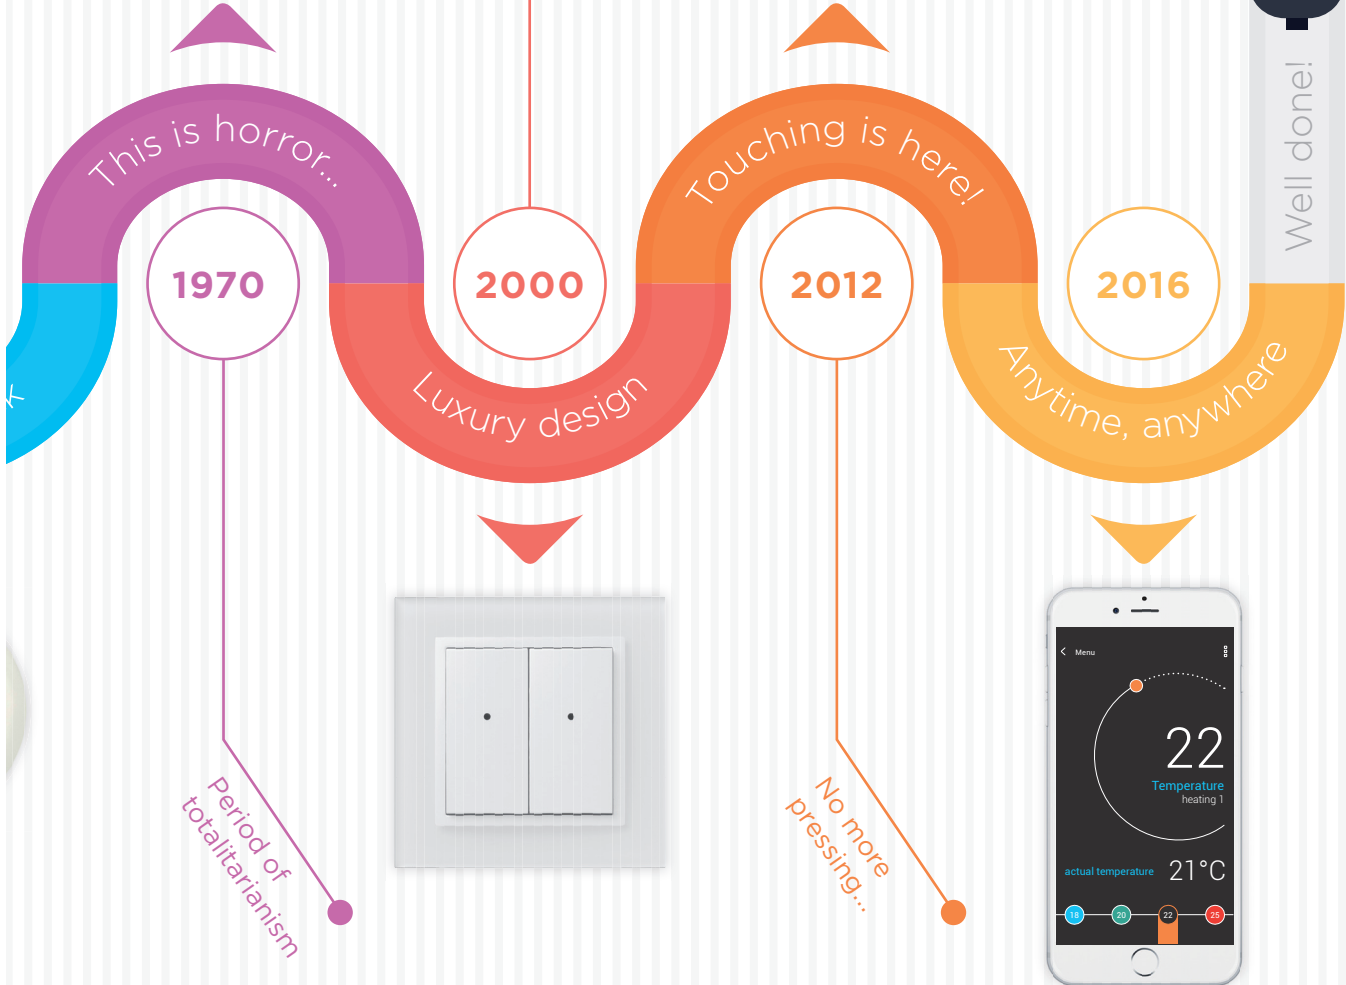 This is horror...
Touching is here!
Well done!
1970
2000
2012
2016
k
Luxury design
Anytime, anywhere
Period of
totalitarianism
No more
pressing...
Menu
22
Temperature
heating 1
actual temperature 21°C
18 20 22 25